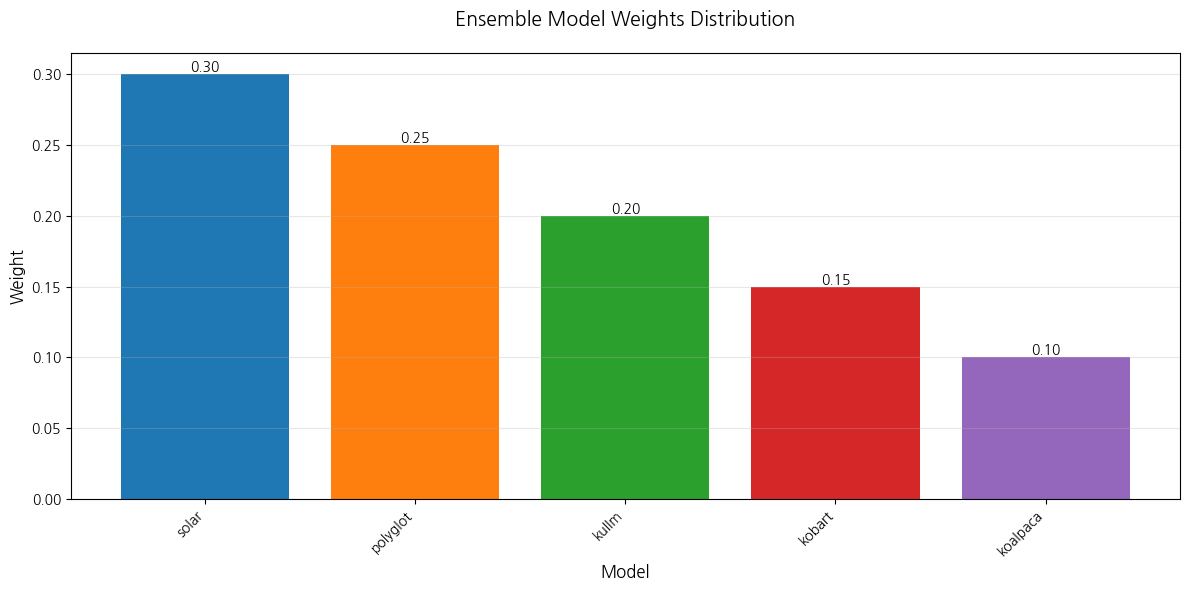 Ensemble Model Weights Distribution
Weight
0.30
0.25
0.20
0.15
0.10
0.05
0.00
0.30
0.25
0.20
0.15
0.10
solar
polyglot
kullm
kobart
koalpaca
Model